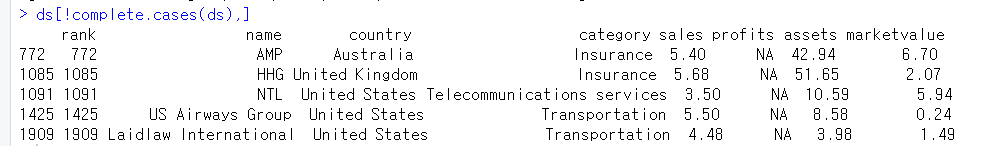 > ds[!complete.cases(ds),]
rank name country category sales profits assets marketvalue
772 772 AMP Australia Insurance 5.40 NA 42.94 6.70
1085 1085 HHG United Kingdom Insurance 5.68 NA 51.65 2.07
1091 1091 NTL United States Telecommunications services 3.50 NA 10.59 5.94
1425 1425 US Airways Group United States Transportation 5.50 NA 8.58 0.24
1909 1909 Laidlaw International United States Transportation 4.48 NA 3.98 1.49